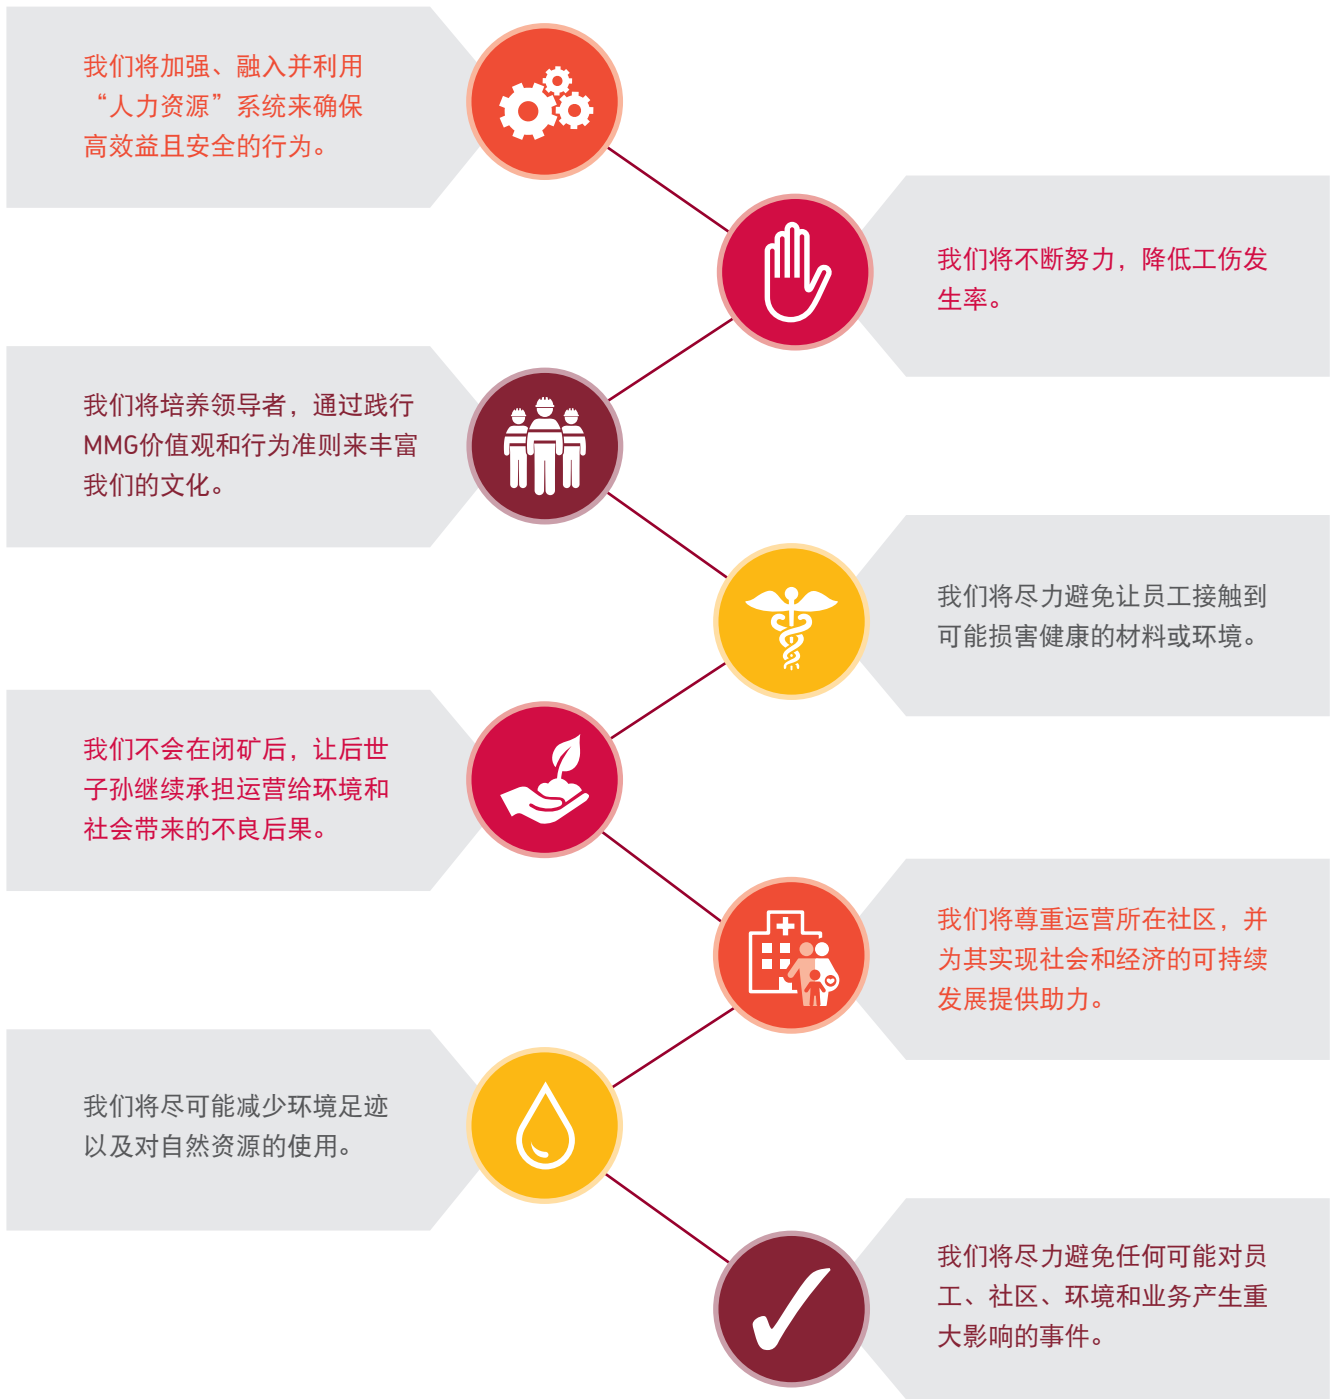 我们将加强、融入并利用
“人力资源”系统来确保
高效益且安全的行为。
我们将不断努力，降低工伤发
生率。
我们将培养领导者，通过践行
MMG价值观和行为准则来丰富
我们的文化。
我们将尽力避免让员工接触到
可能损害健康的材料或环境。
我们不会在闭矿后，让后世
子孙继续承担运营给环境和
社会带来的不良后果。
我们将尊重运营所在社区，并
为其实现社会和经济的可持续
发展提供助力。
我们将尽可能减少环境足迹
以及对自然资源的使用。
我们将尽力避免任何可能对员
工、社区、环境和业务产生重
大影响的事件。